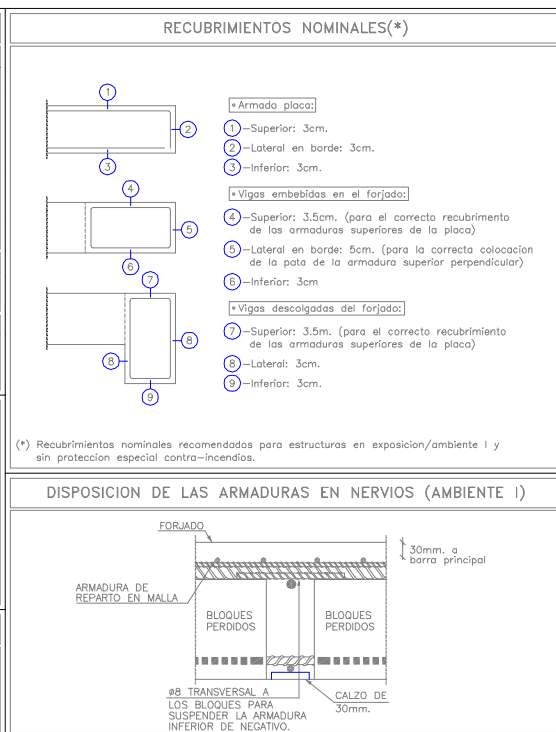 RECUBRIMIENTOS NOMINALES(*)
1
2
3
• Armado placa:
1 -Superior: 3cm.
2 -Lateral en borde: 3cm.
3 -Inferior: 3cm.
4
5
6
• Vigas embebidas en el forjado:
4 -Superior: 3.5cm. (para el correcto recubrimento
de las armaduras superiores de la placa)
5 -Lateral en borde: 5cm. (para la correcta colocacion
de la pata de la armadura superior perpendicular)
6 -Inferior: 3cm
7
8
8
9
• Vigas descolgadas del forjado:
7 -Superior: 3.5m. (para el correcto recubrimiento
de las armaduras superiores de la placa)
8 -Lateral: 3cm.
9 -Inferior: 3cm.
(*) Recubrimientos nominales recomendados para estructuras en exposicion/ambiente I y
sin proteccion especial contra-incendios.
DISPOSICION DE LAS ARMADURAS EN NERVIOS (AMBIENTE I)
FORJADO
30mm. a
barra principal
ARMADURA DE
REPARTO EN MALLA
BLOQUES
PERDIDOS
BLOQUES
PERDIDOS
ø8 TRANSVERSAL A
LOS BLOQUES PARA
SUSPENDER LA ARMADURA
INFERIOR DE NEGATIVO.
CALZO DE
30mm.